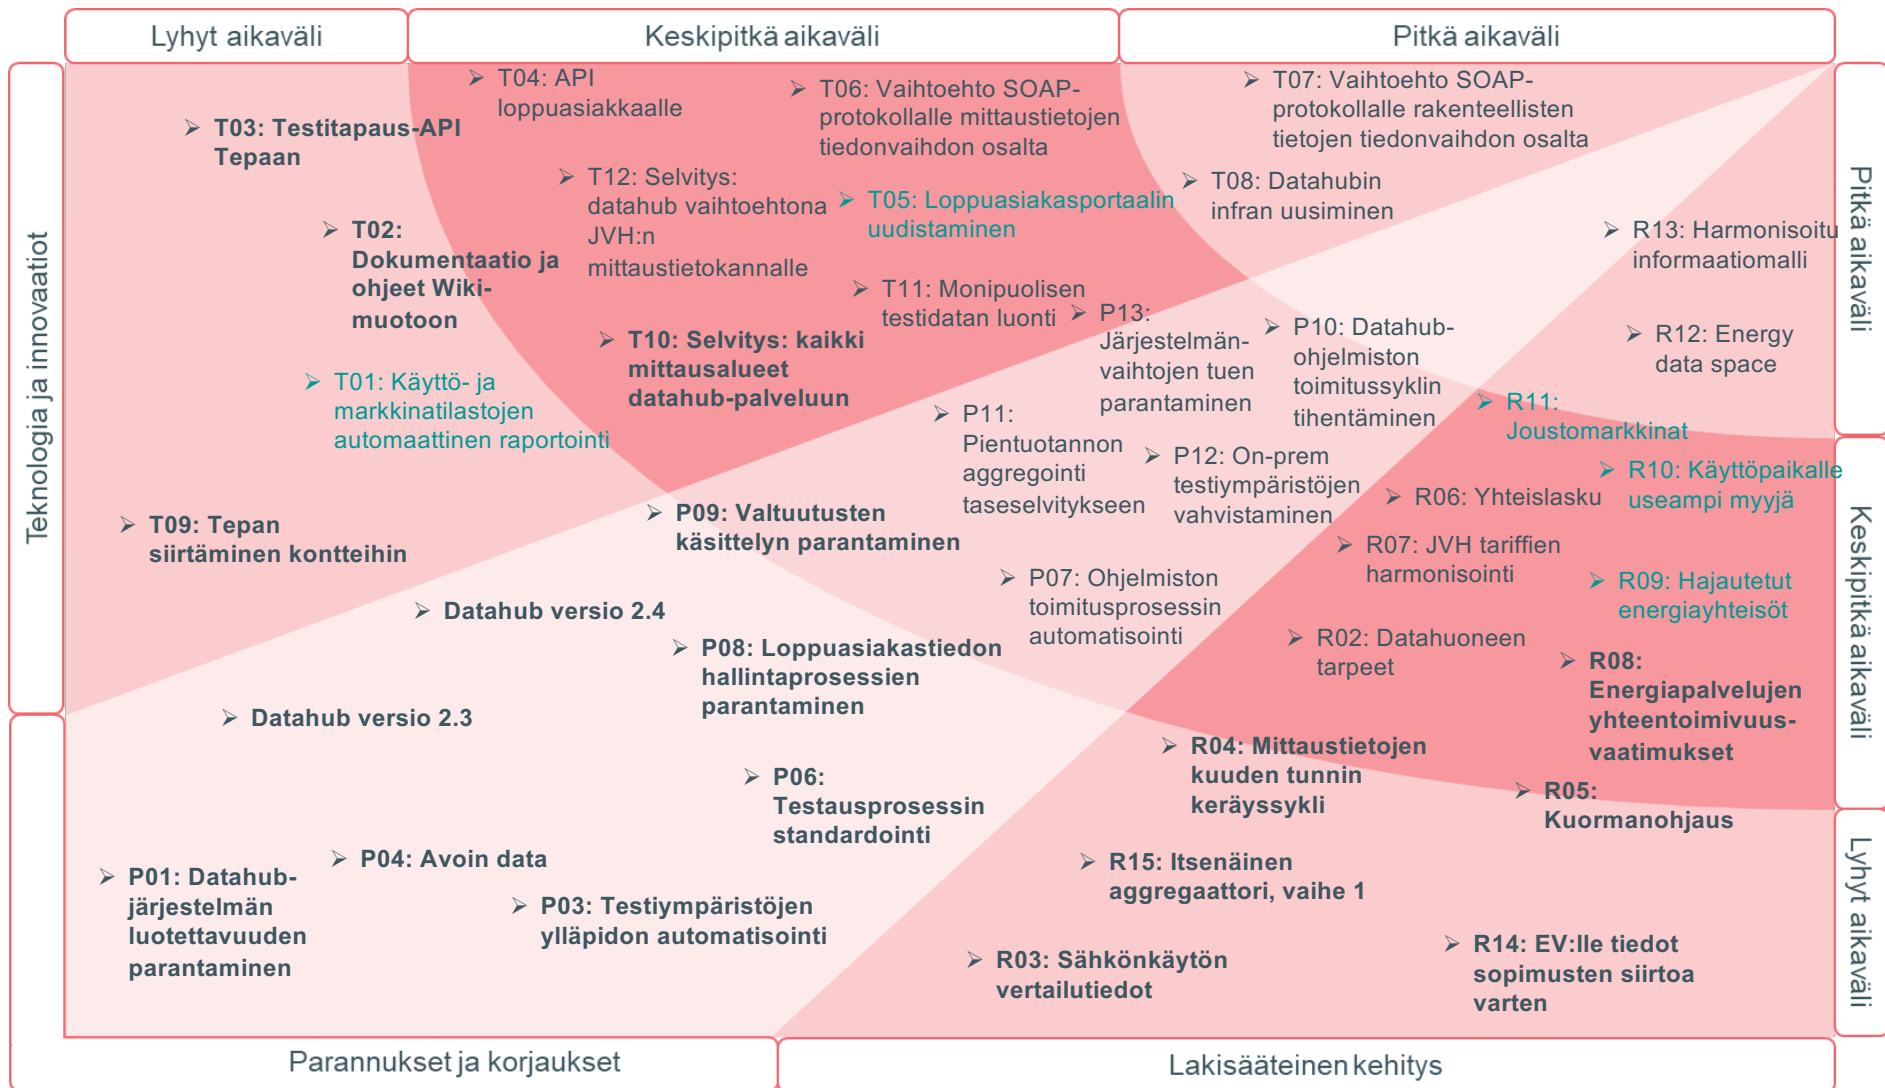 Lyhyt aikaväli
Keskipitkä aikaväli
Pitkä aikaväli
Teknologia ja innovaatiot
T03: Testitapaus-API
Tepaan
T02:
Dokumentaatio ja
ohjeet Wiki-
muotoon
T01: Käyttö- ja
markkinatilastojen
automaattinen raportointi
T09: Tepan
siirtäminen kontteihin
T04: API
loppuasiakkaalle
T06: Vaihtoehto SOAP-
protokollalle mittaustietojen
tiedonvaihdon osalta
T12: Selvitys:
datahub vaihtoehtona
JVH:n
mittaustietokannalle
T05: Loppuasiakasportaalin
uudistaminen
T11: Monipuolisen
testidatan luonti
T10: Selvitys: kaikki
mittausalueet
datahub-palveluun
T07: Vaihtoehto SOAP-
protokollalle rakenteellisten
tietojen tiedonvaihdon osalta
T08: Datahubin
infran uusiminen
P13:
Järjestelmän-
vaihtojen tuen
parantaminen
P10: Datahub-
ohjelmiston
toimitussyklin
tihentäminen
P11:
Pientuotannon
aggregointi
taseselvitykseen
P12: On-prem
testiympäristöjen
vahvistaminen
P09: Valtuutusten
käsittelyn parantaminen
P07: Ohjelmiston
toimitusprosessin
automatisointi
Datahub versio 2.4
P08: Loppuasiakastiedon
hallintaprosessien
parantaminen
Datahub versio 2.3
P06:
Testausprosessin
standardointi
P04: Avoin data
P01: Datahub-
järjestelmän
luotettavuuden
parantaminen
P03: Testiympäristöjen
ylläpidon automatisointi
R13: Harmonisoitu
informaatiomalli
R12: Energy
data space
R11:
Joustomarkkinat
R10: Käyttöpaikalle
useampi myyjä
R06: Yhteislasku
R07: JVH tariffien
harmonisointi
R09: Hajautetut
energiayhteisöt
R02: Datahuoneen
tarpeet
R08:
Energiapalvelujen
yhteentoimivuus-
vaatimukset
R04: Mittaustietojen
kuuden tunnin
keräyssykli
R05:
Kuormanohjaus
R15: Itsenäinen
aggregaattori, vaihe 1
R14: EV:lle tiedot
sopimusten siirtoa
varten
R03: Sähkönkäytön
vertailutiedot
Pitkä aikaväli
Keskipitkä aikaväli
Lyhyt aikaväli
Parannukset ja korjaukset
Lakisääteinen kehitys